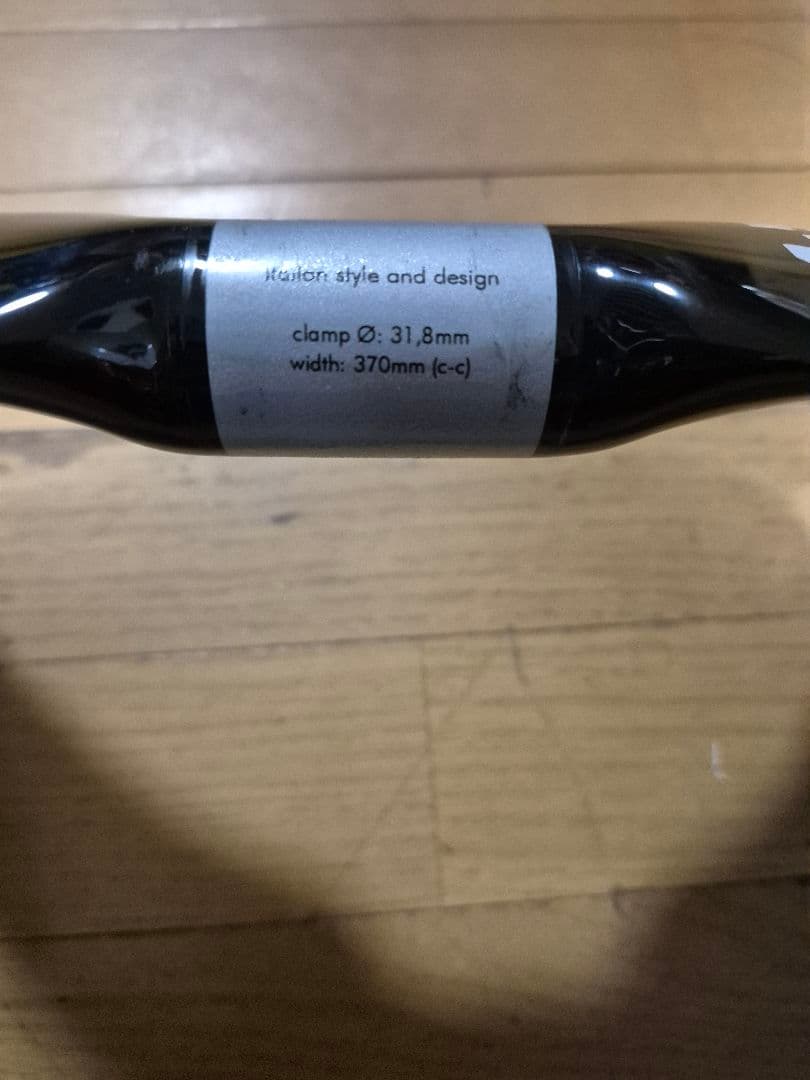 Italian style and design
clamp Ø: 31,8mm
width: 370mm (c-c)